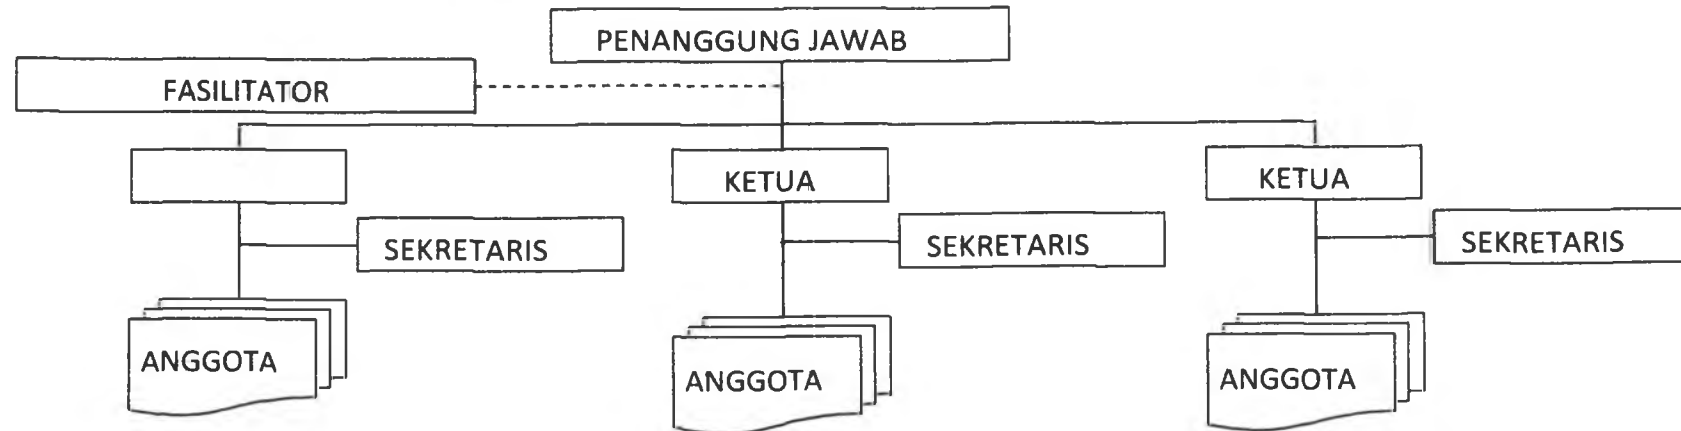 PENANGGUNG JAWAB
FASILITATOR
KETUA
KETUA
SEKRETARIS
SEKRETARIS
SEKRETARIS
ANGGOTA
ANGGOTA
ANGGOTA